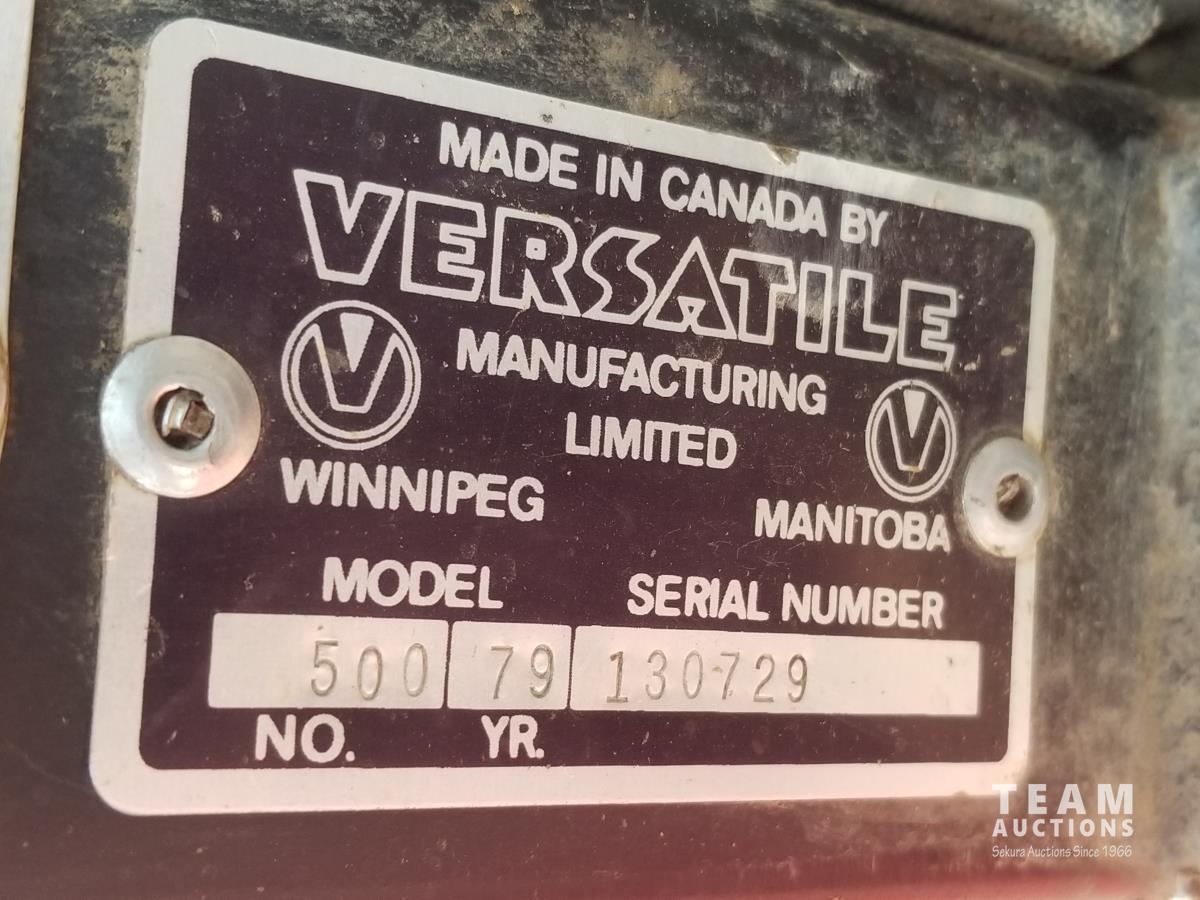 MADE IN CANADA BY
VERSATILE
MANUFACTURING
LIMITED
WINNIPEG MANITOBA
MODEL SERIAL NUMBER
500 79 130729
NO. YR.
TEAM
AUCTIONS
Sekura Auctions Since 1966